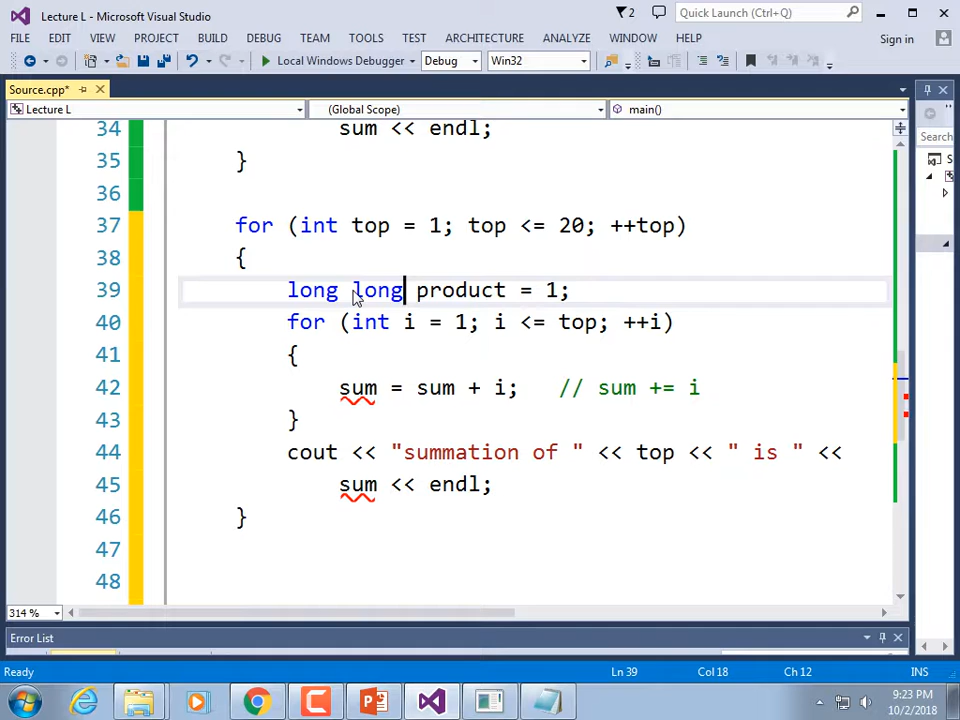 Lecture L - Microsoft Visual Studio
2
Quick Launch (Ctrl+Q)
FILE EDIT VIEW PROJECT BUILD DEBUG TEAM TOOLS TEST ARCHITECTURE ANALYZE WINDOW HELP
Sign in
Local Windows Debugger Debug Win32
Source.cpp*
Lecture L (Global Scope) main()
Search
34 sum << endl;
35 }
36
37 for (int top = 1; top <= 20; ++top)
38 {
39 long long product = 1;
40 for (int i = 1; i <= top; ++i)
41 {
42 sum = sum + i; // sum += i
43 }
44 cout << "summation of " << top << " is " <<
45 sum << endl;
46 }
47
48
314 %
Error List
Ready Ln 39 Col 18 Ch 12 INS
9:23 PM
10/2/2018